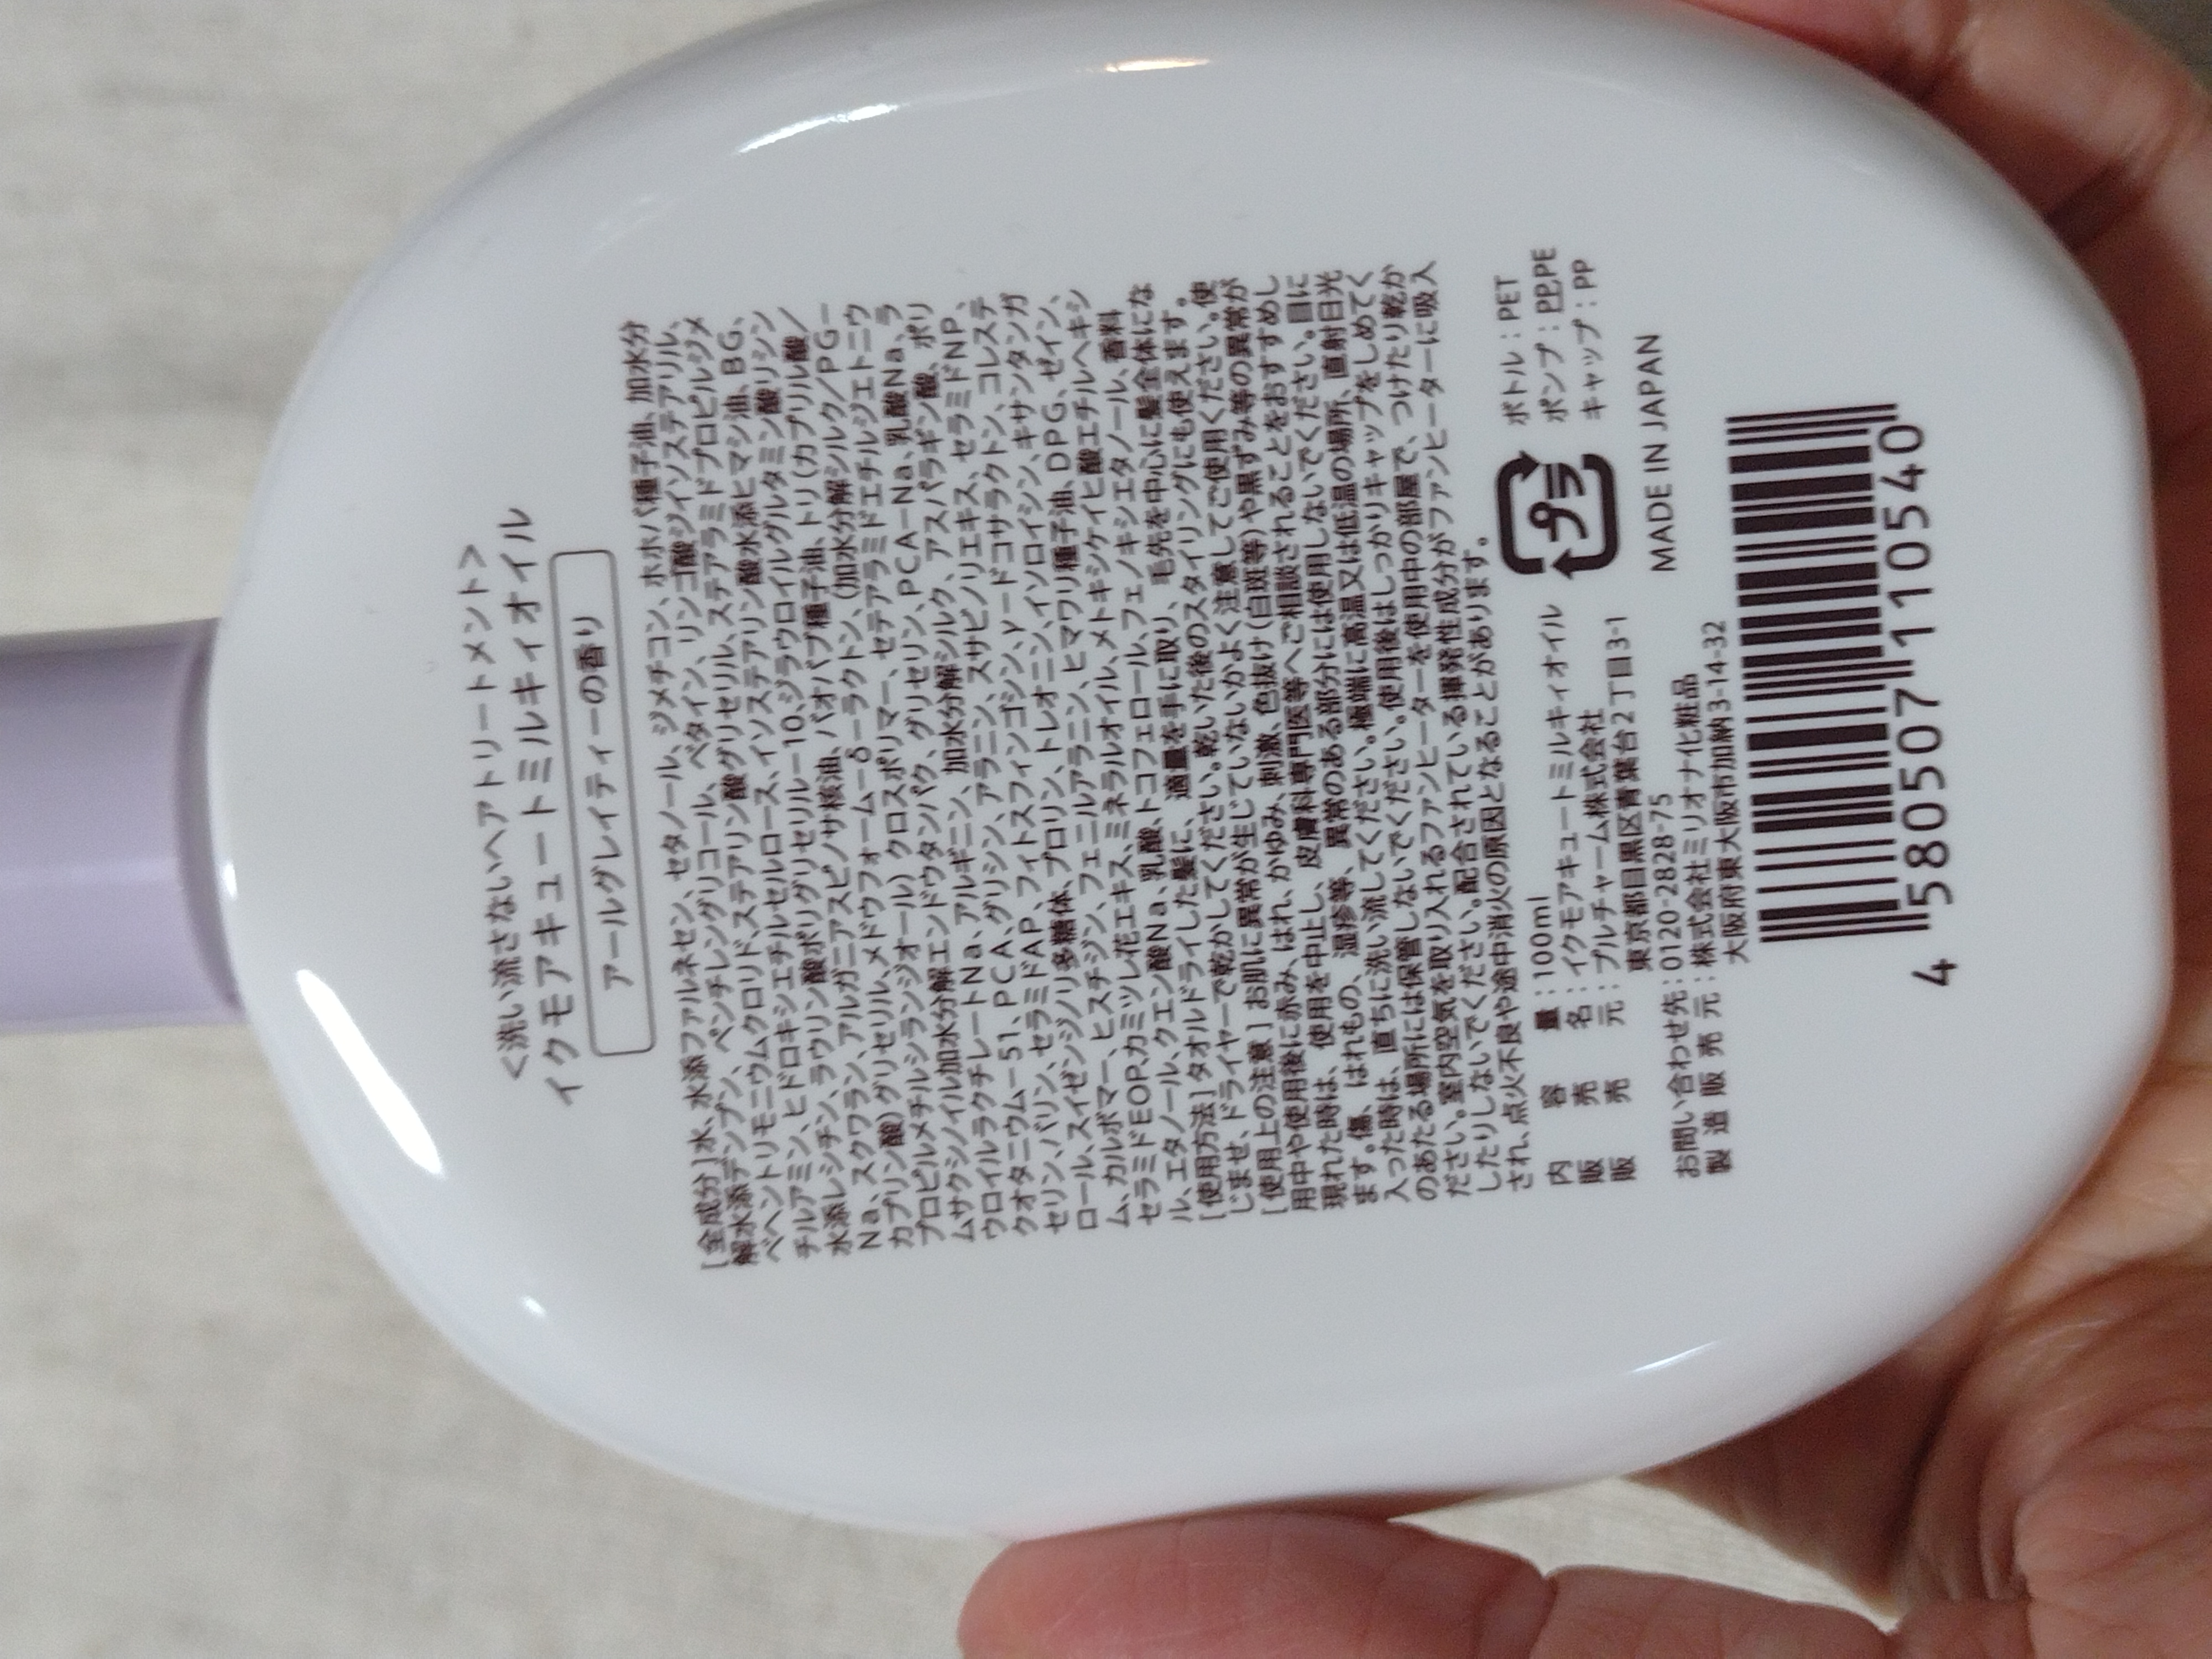 ＜洗い流さないヘアトリートメント＞
イクモアキュートミルキィオイル
アールグレイティーの香り
[全成分]水、水添ファルネセン、セタノール、ジメチコン、ホホバ種子油、加水分
解水添デンプン、ペンチレングリコール、ベタイン、リンゴ酸ジイソステアリル、
ベヘントリモニウムクロリド、ステアリン酸グリセリル、ステアラミドプロピルジメ
チルアミン、ヒドロキシエチルセルロース、イソステアリン酸水添ヒマシ油、BG、
水添レシチン、ラウリン酸ポリグリセリル－10、ジラウロイルグルタミン酸リシン
Na、スクワラン、アルガニアスピノサ核油、バオバブ種子油、トリ(カプリル酸／
カプリン酸)グリセリル、メドウフォーム－δ－ラクトン、(加水分解シルク／PG－
プロピルメチルシランジオール)クロスポリマー、セテアラミドエチルジエトニウ
ムサクシノイル加水分解エンドウタンパク、グリセリン、PCA－Na、乳酸Na、ラ
ウロイルラクチレートNa、アルギニン、加水分解シルク、アスパラギン酸、ポリ
クオタニウム－51、PCA、グリシン、アラニン、スサビノリエキス、セラミドNP、
セリン、バリン、セラミドAP、フィトスフィンゴシン、γ－ドコサラクトン、コレステ
ロール、スイゼンジノリ多糖体、プロリン、トレオニン、イソロイシン、キサンタンガ
ム、カルボマー、ヒスチジン、フェニルアラニン、ヒマワリ種子油、DPG、ゼイン、
セラミドEOP、カミツレ花エキス、ミネラルオイル、メトキシケイヒ酸エチルヘキシ
ル、エタノール、クエン酸Na、乳酸、トコフェロール、フェノキシエタノール、香料
[使用方法]タオルドライした髪に、適量を手に取り、毛先を中心に髪全体にな
じませ、ドライヤーで乾かしてください。乾いた後のスタイリングにも使えます。
[使用上の注意]お肌に異常が生じていないかよく注意してご使用ください。使
用中や使用後に赤み、はれ、かゆみ、刺激、色抜け(白斑等)や黒ずみ等の異常が
現れた時は、使用を中止し、皮膚科専門医等へご相談されることをおすすめし
ます。傷、はれもの、湿疹等、異常のある部分には使用しないでください。目に
入った時は、直ちに洗い流してください。極端に高温又は低温の場所、直射日光
のあたる場所には保管しないでください。使用後はしっかりキャップをしめてく
ださい。室内空気を取り入れるファンヒーターを使用中の部屋で、つけたり乾か
したりしないでください。配合されている揮発性成分がファンヒーターに吸入
され、点火不良や途中消火の原因となることがあります。
内容量：100ml
販売名：イクモアキュートミルキィオイル
販売元：プルチャーム株式会社
東京都目黒区青葉台2丁目3-1
お問い合わせ先：0120-2828-75
製造販売元：株式会社ミリオナ化粧品
大阪府東大阪市加納3-14-32
プラ
ボトル：PET
ポンプ：PP,PE
キャップ：PP
MADE IN JAPAN
4 580507 110540